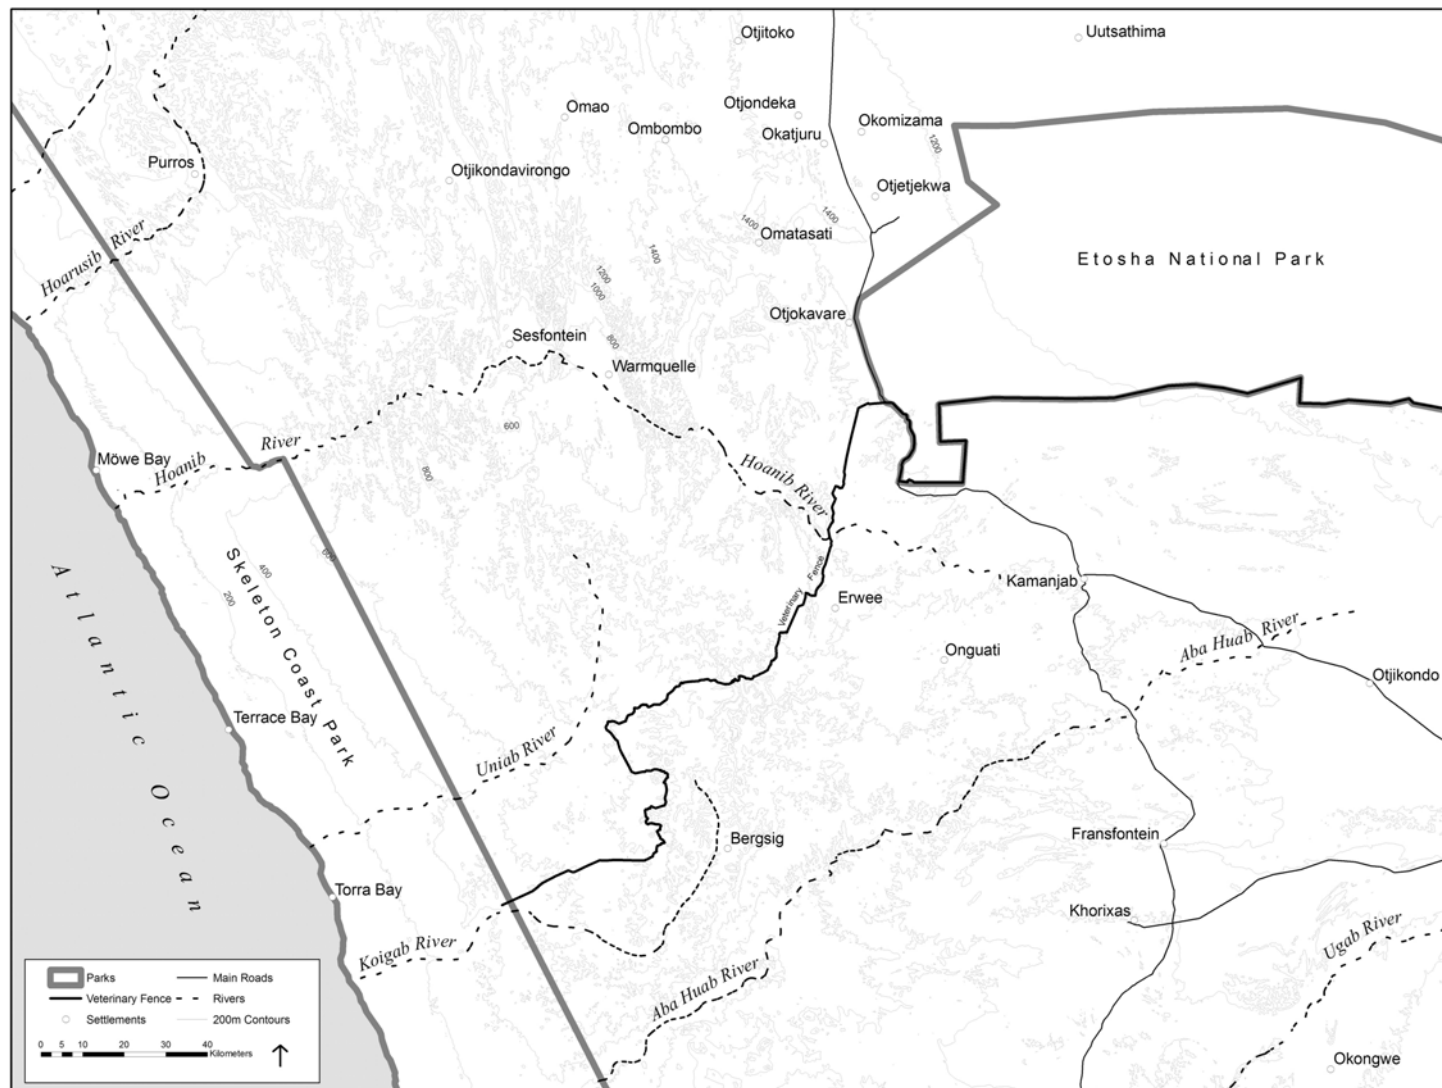 Otjitoko
Uutsathima
Omao
Otjondeka
Ombombo
Okatjuru
Okomizama
1200
Purros
Otjikondavirongo
Otjetjekwa
1400
1400
Omatasati
Hoarusib River
1400
1200
1000
Etosha National Park
Otjokavare
Sesfontein
800
Warmquelle
600
River
Möwe Bay
Hoanib
800
Hoanib River
600
Skeleton Coast Park
400
200
Veterinary Fence
Kamanjab
Erwee
Atlantic Ocean
Aba Huab River
Onguati
Otjikondo
Terrace Bay
Uniab River
Bergsig
Fransfontein
Torra Bay
Khorixas
Koigab River
Ugab River
Aba Huab River
Okongwe
Parks
Main Roads
Veterinary Fence
Rivers
Settlements
200m Contours
0 5 10 20 30 40
Kilometers